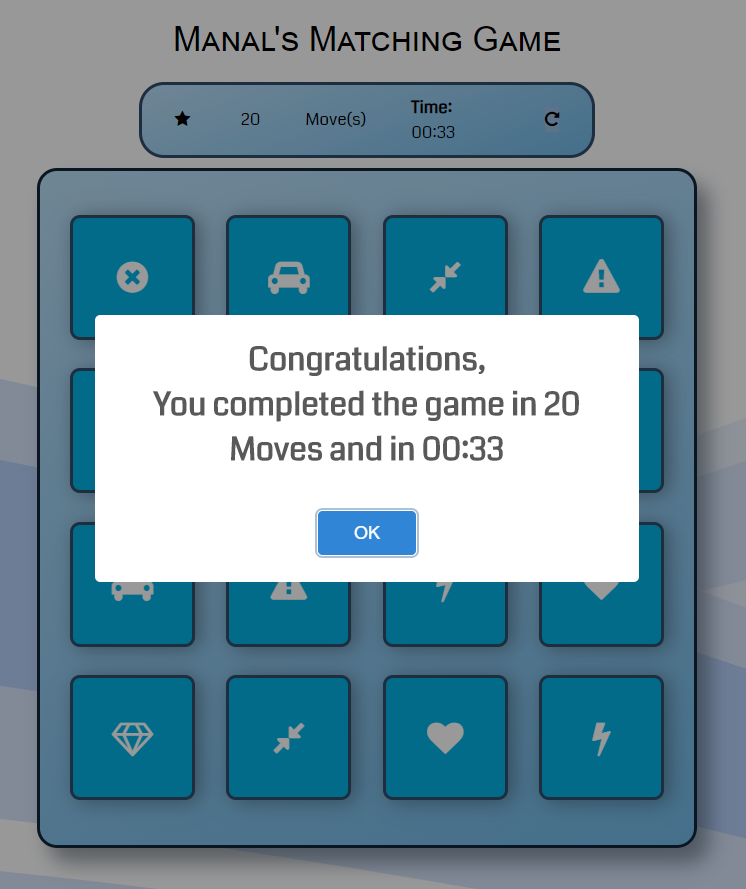 Manal's Matching Game
20 Move(s) Time:
00:33
Congratulations,
You completed the game in 20
Moves and in 00:33
OK